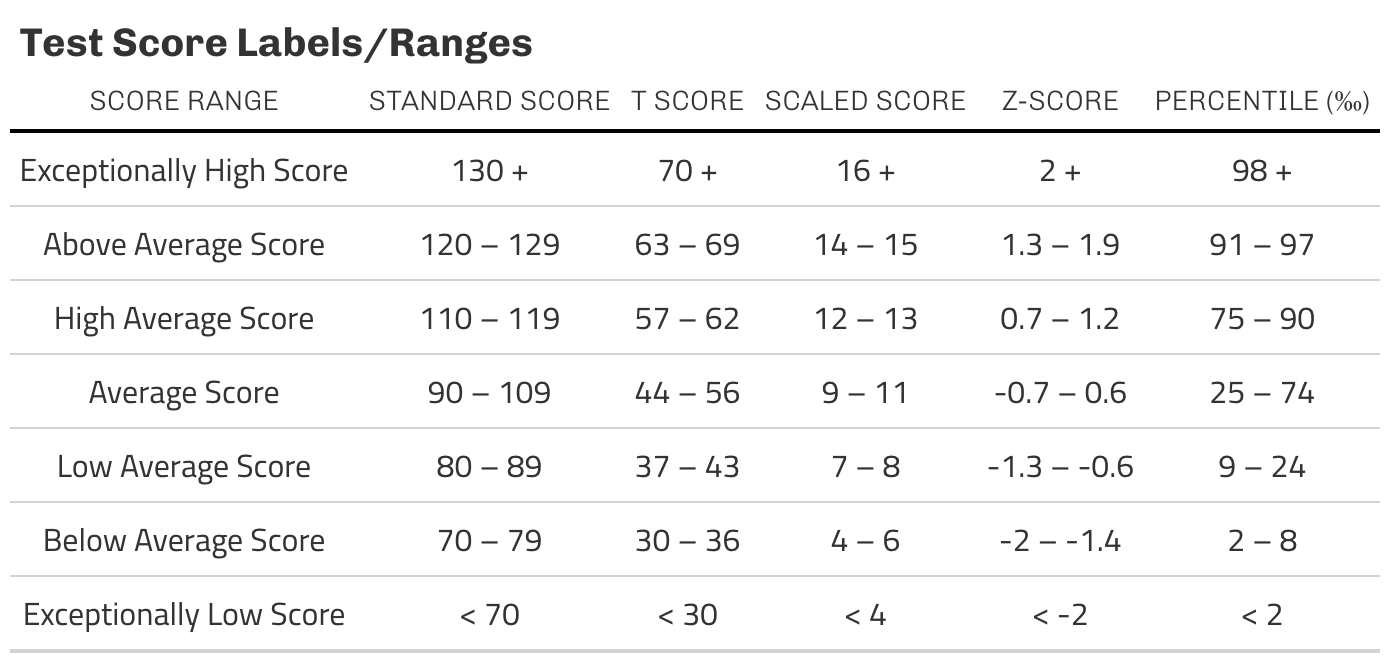 Test Score Labels/Ranges
SCORE RANGE STANDARD SCORE T SCORE SCALED SCORE Z-SCORE PERCENTILE (‰)
Exceptionally High Score 130 + 70 + 16 + 2 + 98 +
Above Average Score 120 – 129 63 – 69 14 – 15 1.3 – 1.9 91 – 97
High Average Score 110 – 119 57 – 62 12 – 13 0.7 – 1.2 75 – 90
Average Score 90 – 109 44 – 56 9 – 11 -0.7 – 0.6 25 – 74
Low Average Score 80 – 89 37 – 43 7 – 8 -1.3 – -0.6 9 – 24
Below Average Score 70 – 79 30 – 36 4 – 6 -2 – -1.4 2 – 8
Exceptionally Low Score < 70 < 30 < 4 < -2 < 2